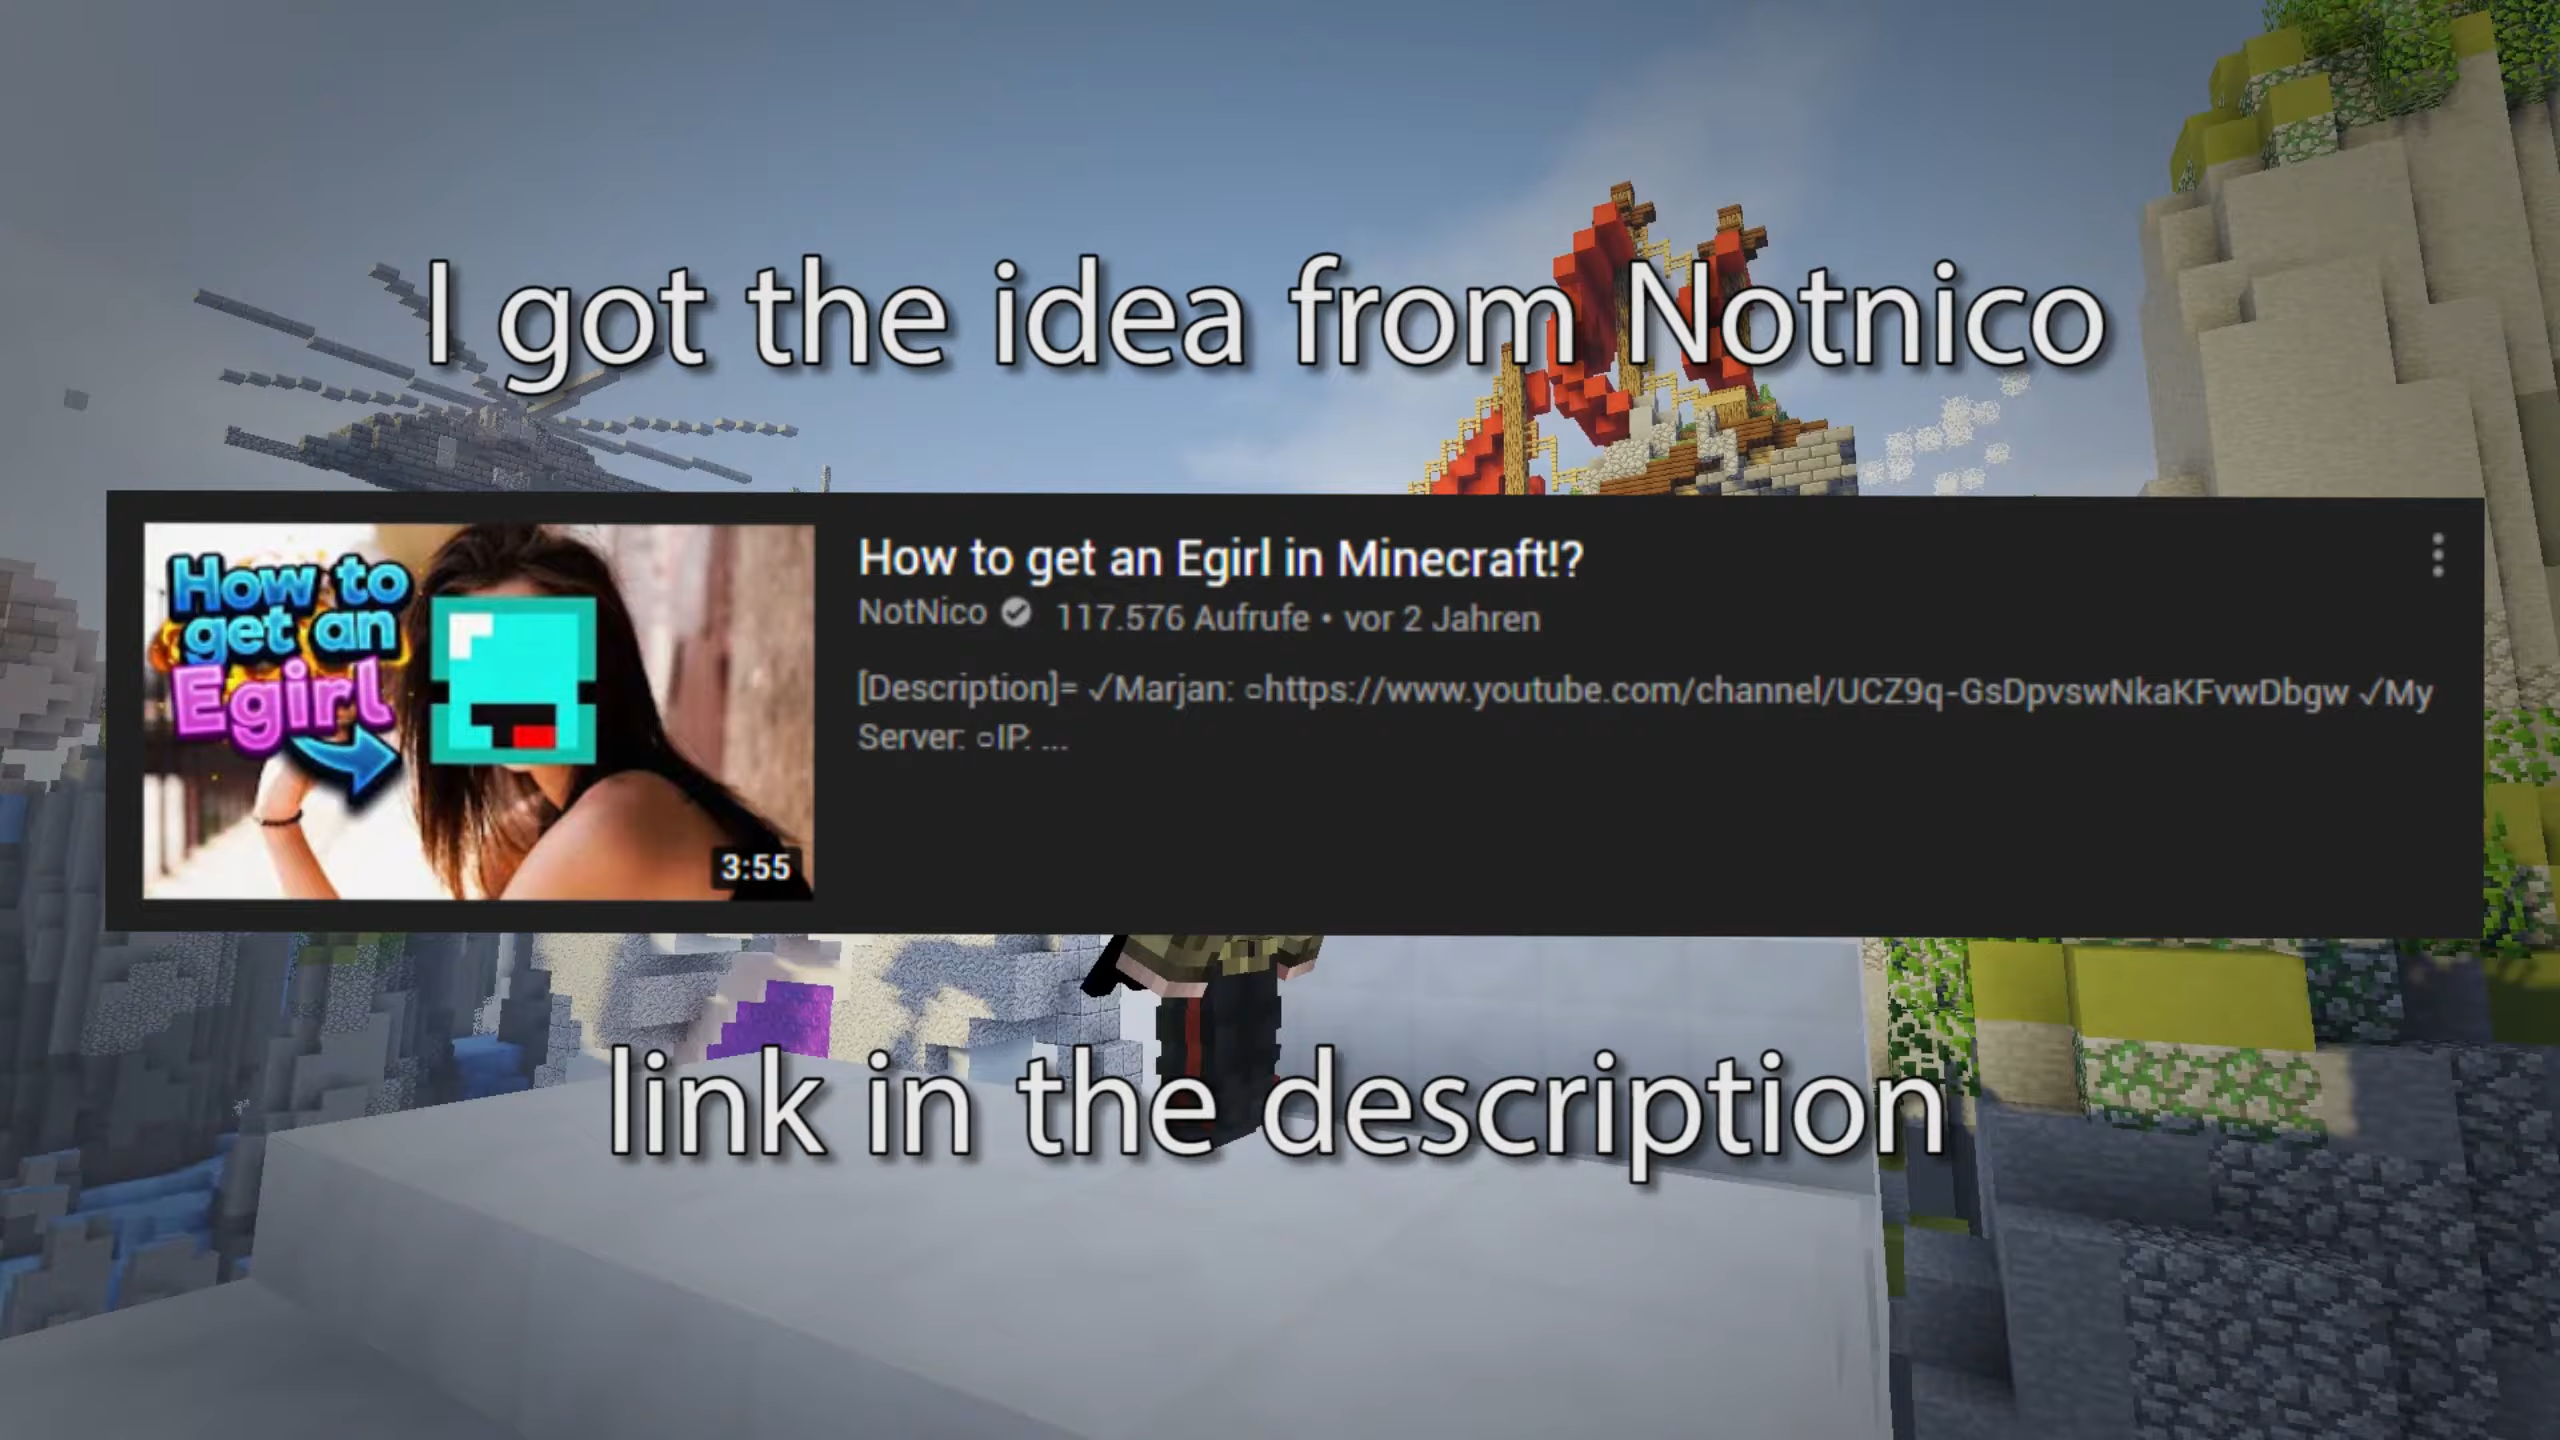 I got the idea from Notnico
How to
get an
Egirl
3:55
How to get an Egirl in Minecraft!?
NotNico 117.576 Aufrufe • vor 2 Jahren
[Description]= ✓Marjan: ○https://www.youtube.com/channel/UCZ9q-GsDpvswNkaKFvwDbgw ✓My
Server: ○IP: ...
link in the description